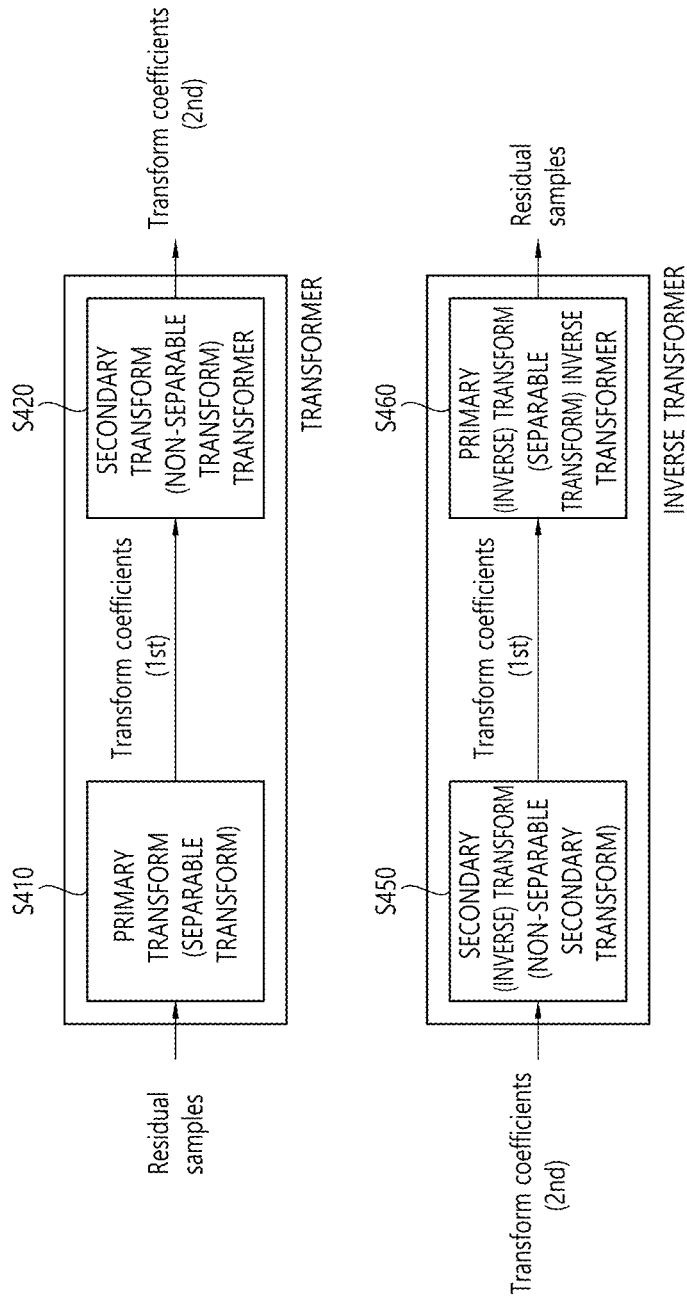 Residual
samples
S410
PRIMARY
TRANSFORM
(SEPARABLE
TRANSFORM)
Transform coefficients
(1st)
S420
SECONDARY
TRANSFORM
(NON-SEPARABLE
TRANSFORM)
TRANSFORMER
Transform coefficients
(2nd)
TRANSFORMER
Transform coefficients
(2nd)
S450
SECONDARY
(INVERSE) TRANSFORM
(NON-SEPARABLE
SECONDARY
TRANSFORM)
Transform coefficients
(1st)
S460
PRIMARY
(INVERSE) TRANSFORM
(SEPARABLE
TRANSFORM) INVERSE
TRANSFORMER
Residual
samples
INVERSE TRANSFORMER